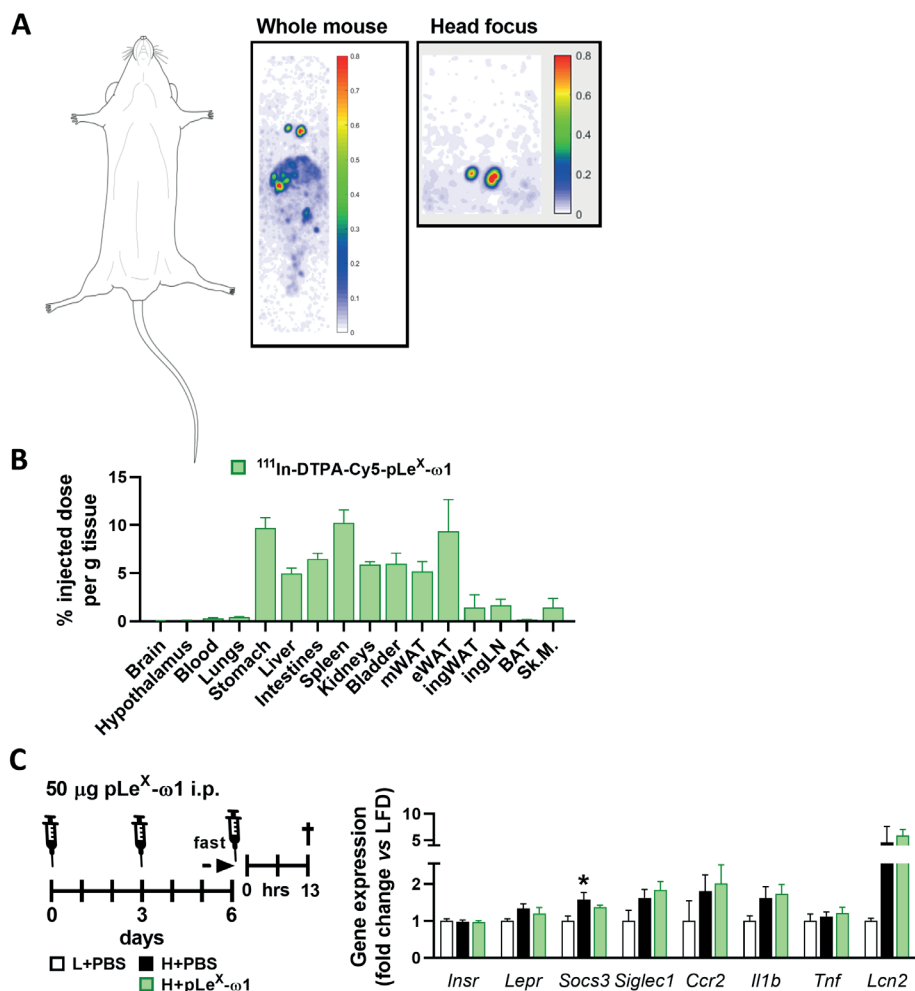 A
Whole mouse
Head focus
0.8
0.7
0.6
0.5
0.4
0.3
0.2
0.1
0
0.8
0.6
0.4
0.2
0
B
¹¹¹In-DTPA-Cy5-pLeˣ-ω1
% injected dose
per g tissue
15
10
5
0
Brain
Hypothalamus
Blood
Lungs
Stomach
Liver
Intestines
Spleen
Kidneys
Bladder
mWAT
eWAT
ingWAT
ingLN
BAT
Sk.M.
C
50 µg pLeˣ-ω1 i.p.
fast
0 hrs 13
0 3 6
days
L+PBS H+PBS
H+pLeˣ-ω1
Gene expression
(fold change vs LFD)
10
5
2
1
0
*
Insr Lepr Socs3 Siglec1 Ccr2 Il1b Tnf Lcn2